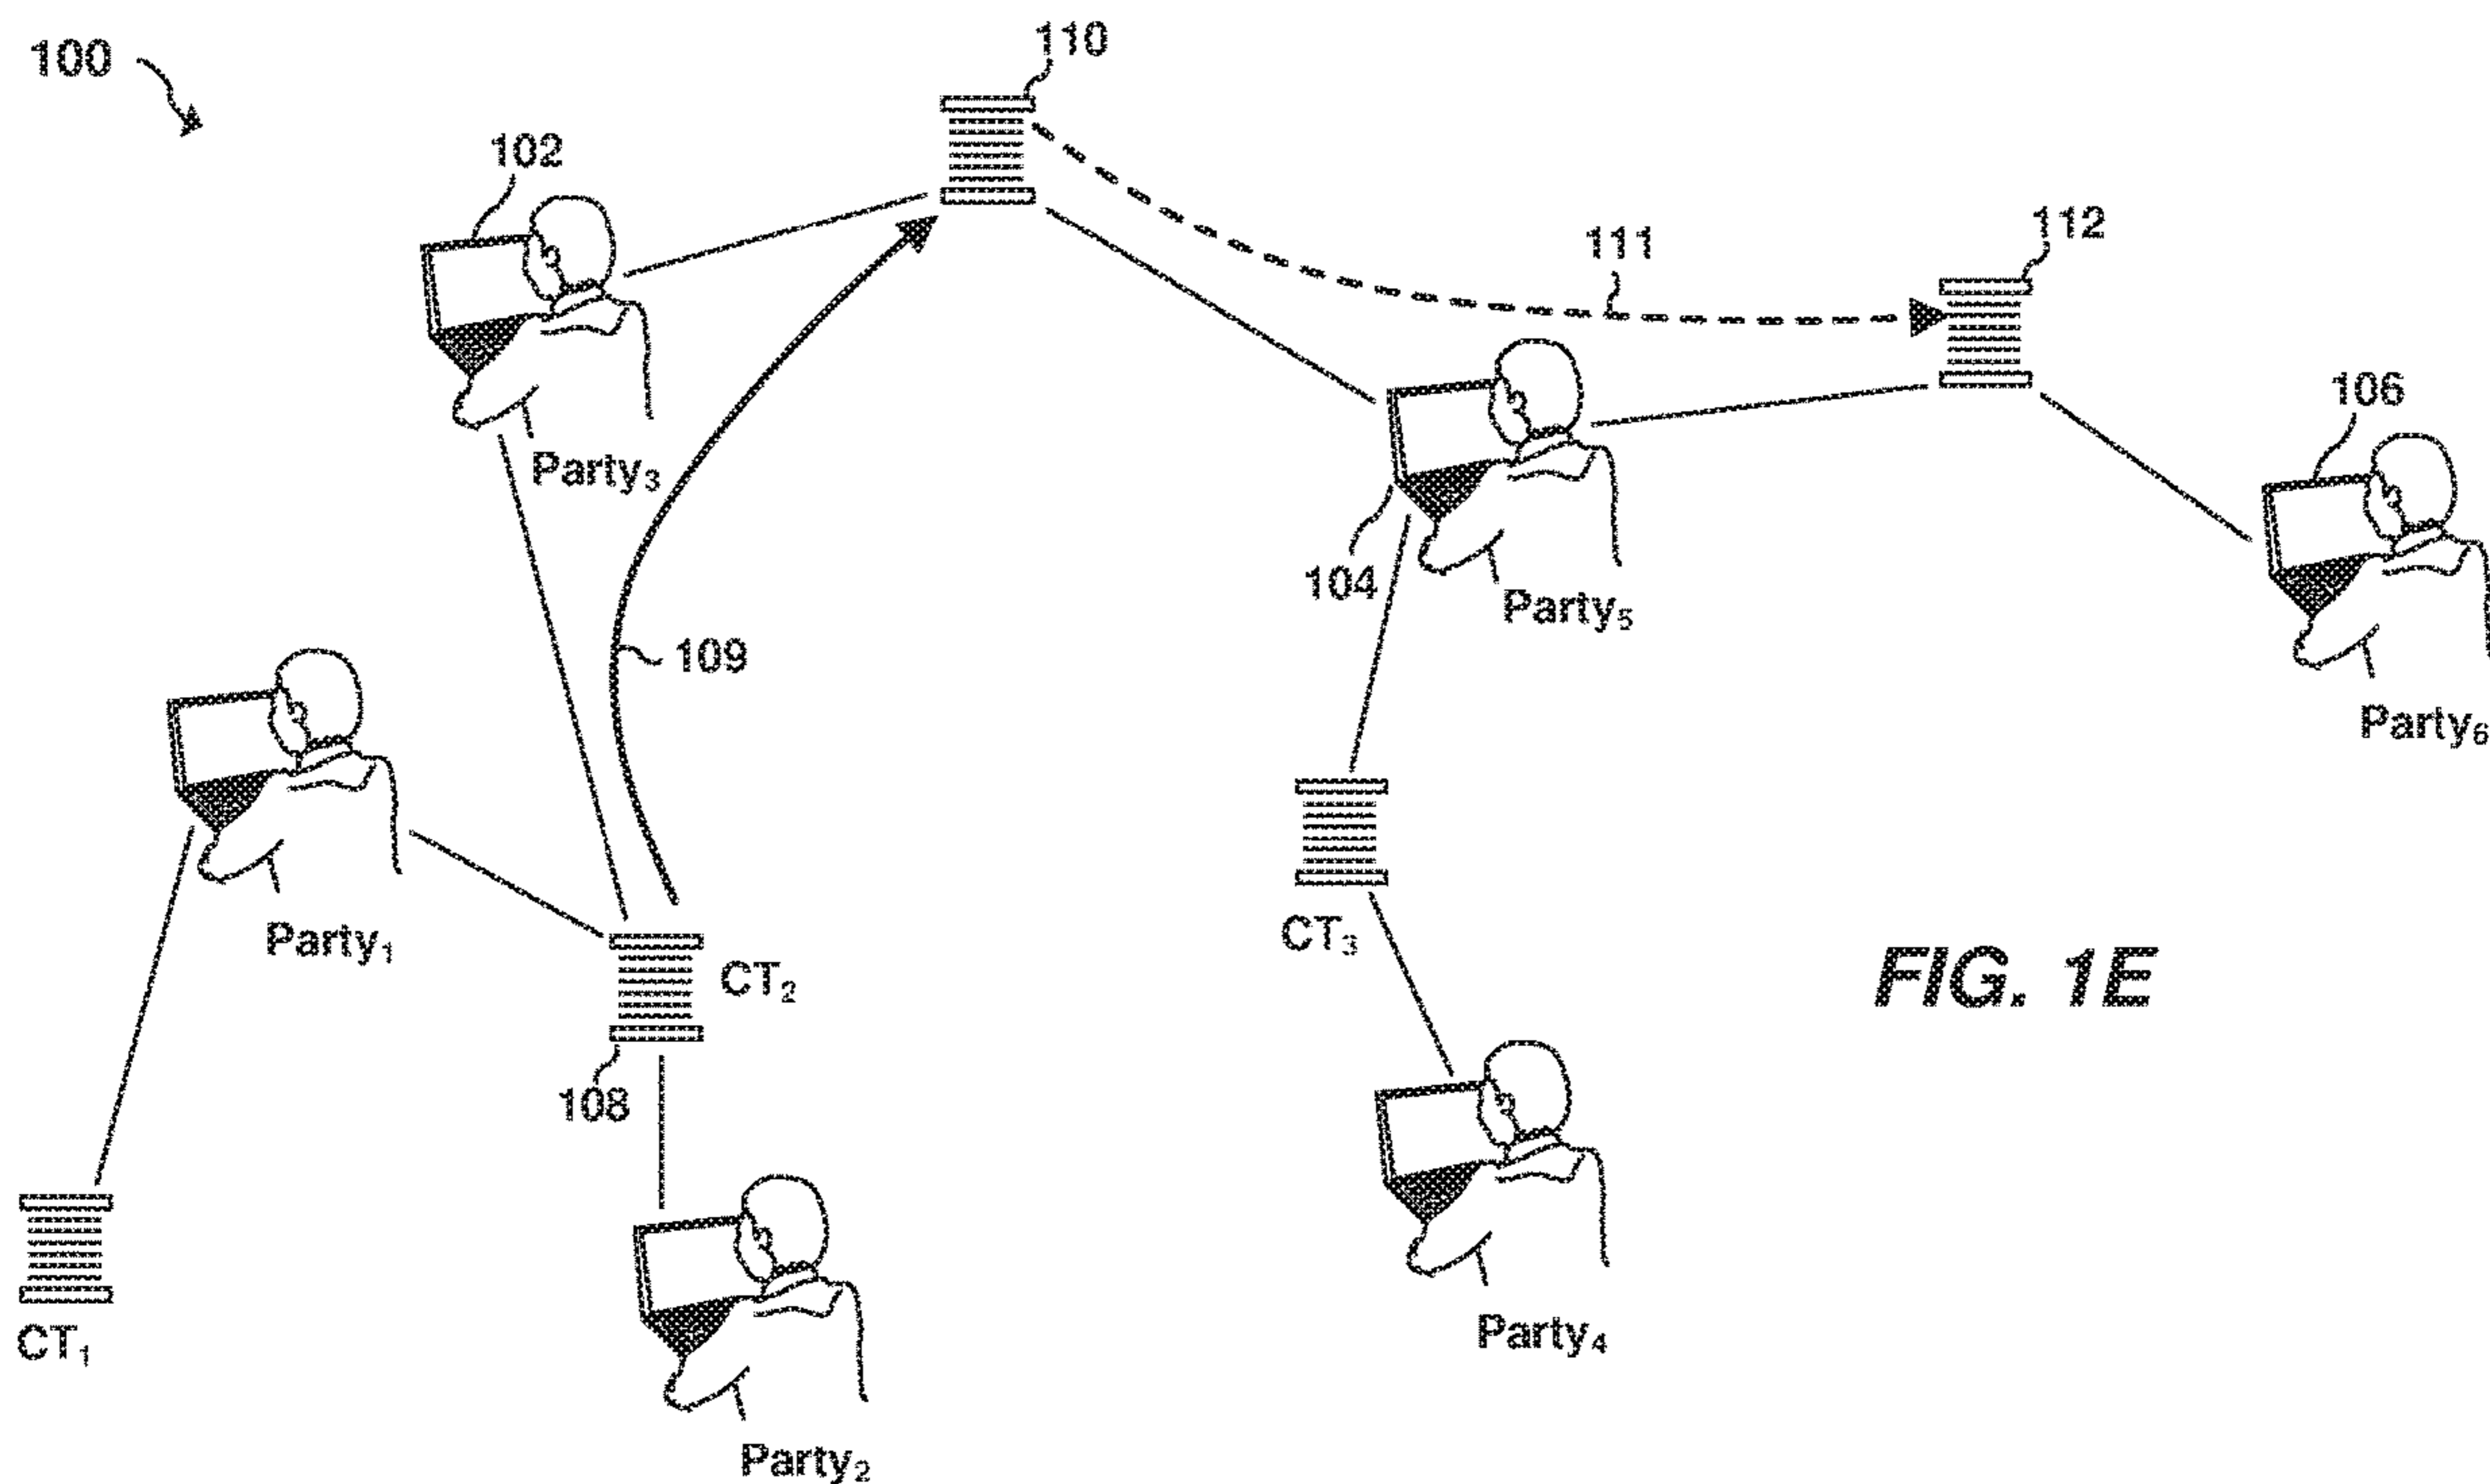 100
110
102
112
111
106
Party₃
104
Party₅
109
Party₆
Party₁
CT₃
CT₂
FIG. 1E
108
CT₁
Party₄
Party₂